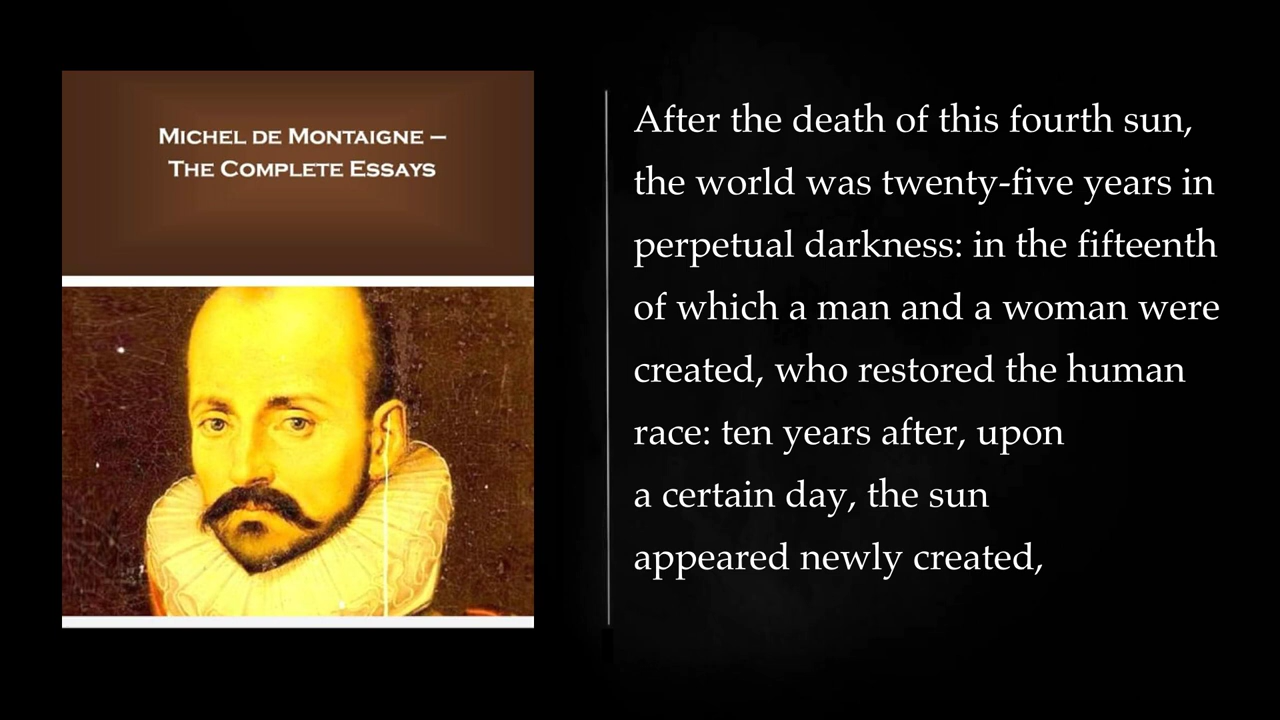 Michel de Montaigne –
The Complete Essays
After the death of this fourth sun,
the world was twenty-five years in
perpetual darkness: in the fifteenth
of which a man and a woman were
created, who restored the human
race: ten years after, upon
a certain day, the sun
appeared newly created,